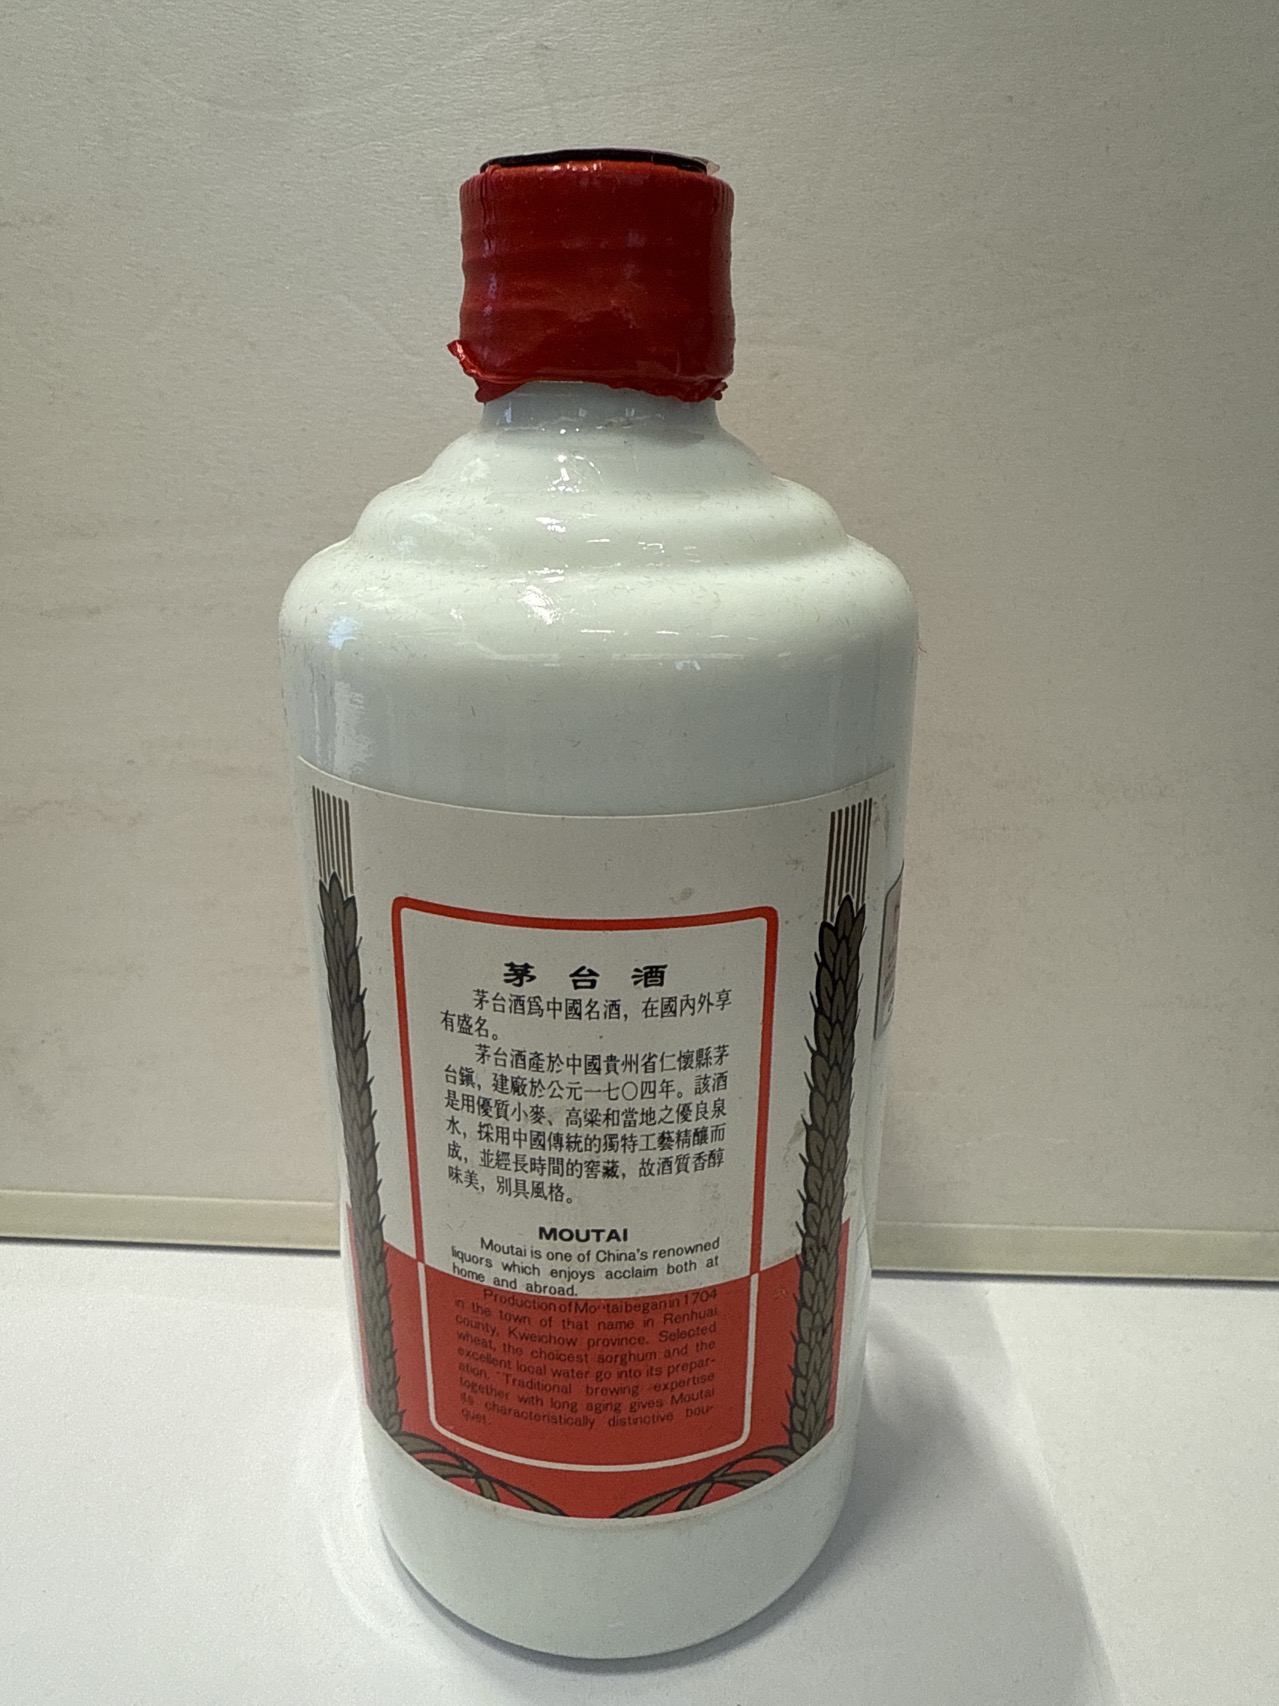 茅台酒
茅台酒爲中國名酒，在國内外享
有盛名。
茅台酒產於中國貴州省仁懷縣茅
台鎭，建廠於公元一七〇四年。該酒
是用優質小麥、高粱和當地之優良泉
水，採用中國傳統的獨特工藝精釀而
成，並經長時間的窖藏，故酒質香醇
味美，別具風格。
MOUTAI
Moutai is one of China's renowned
liquors which enjoys acclaim both at
home and abroad.
Production of Moutai began in 1704
in the town of that name in Renhuai
county, Kweichow province. Selected
wheat, the choicest sorghum and the
excellent local water go into its prepar-
ation. Traditional brewing expertise
together with long aging gives Moutai
its characteristically distinctive bou-
quet.